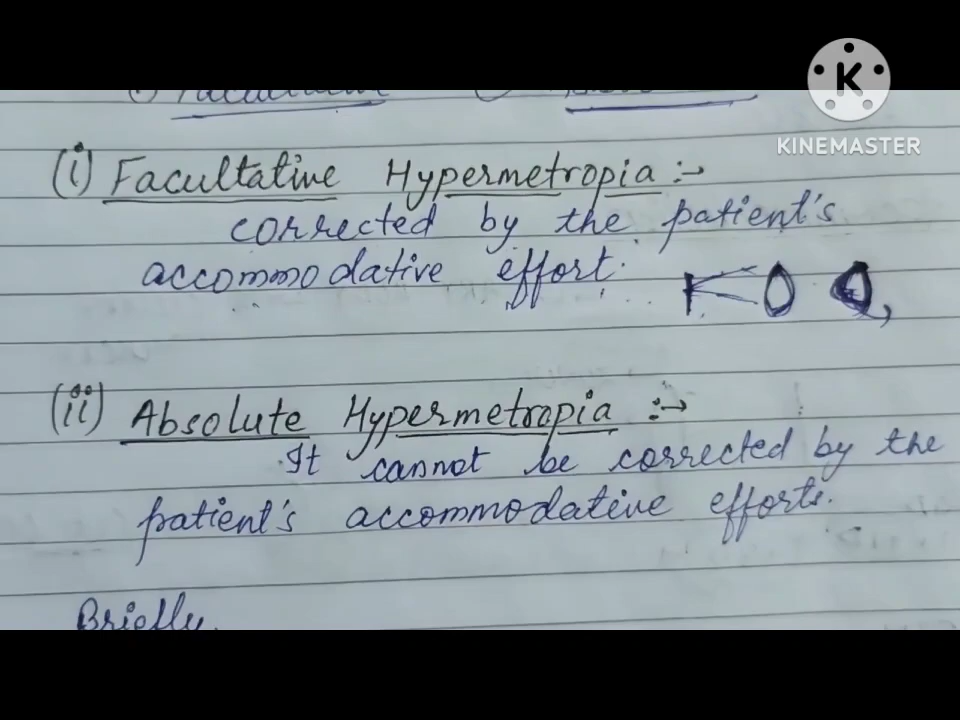 K
KINEMASTER
(i) Facultative Hypermetropia :-
corrected by the patient's
accommodative effort.
(ii) Absolute Hypermetropia :→
It cannot be corrected by the
patient's accommodative efforts.
Briefly.